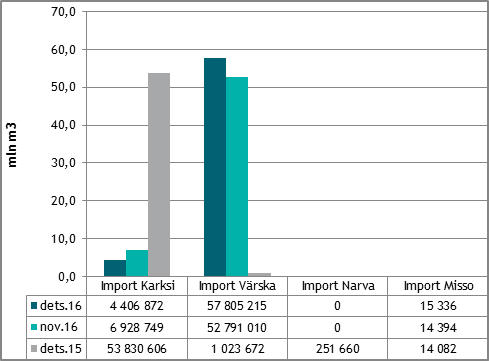 70,0
60,0
50,0
40,0
30,0
20,0
10,0
0,0
mln m3
Import Karksi Import Värska Import Narva Import Misso
dets.16 4 406 872 57 805 215 0 15 336
nov.16 6 928 749 52 791 010 0 14 394
dets.15 53 830 606 1 023 672 251 660 14 082